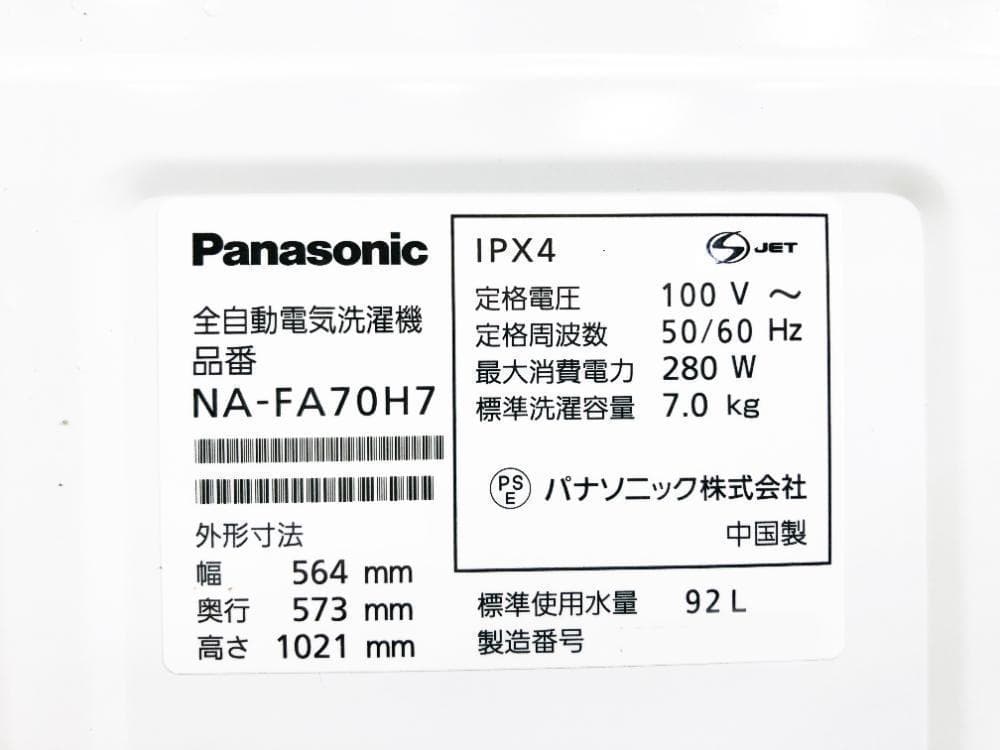 Panasonic
全自動電気洗濯機
品番
NA-FA70H7
外形寸法
幅 564 mm
奥行 573 mm
高さ 1021 mm
IPX4
S JET
定格電圧 100 V ～
定格周波数 50/60 Hz
最大消費電力 280 W
標準洗濯容量 7.0 kg
PS
E
パナソニック株式会社
中国製
標準使用水量 92 L
製造番号